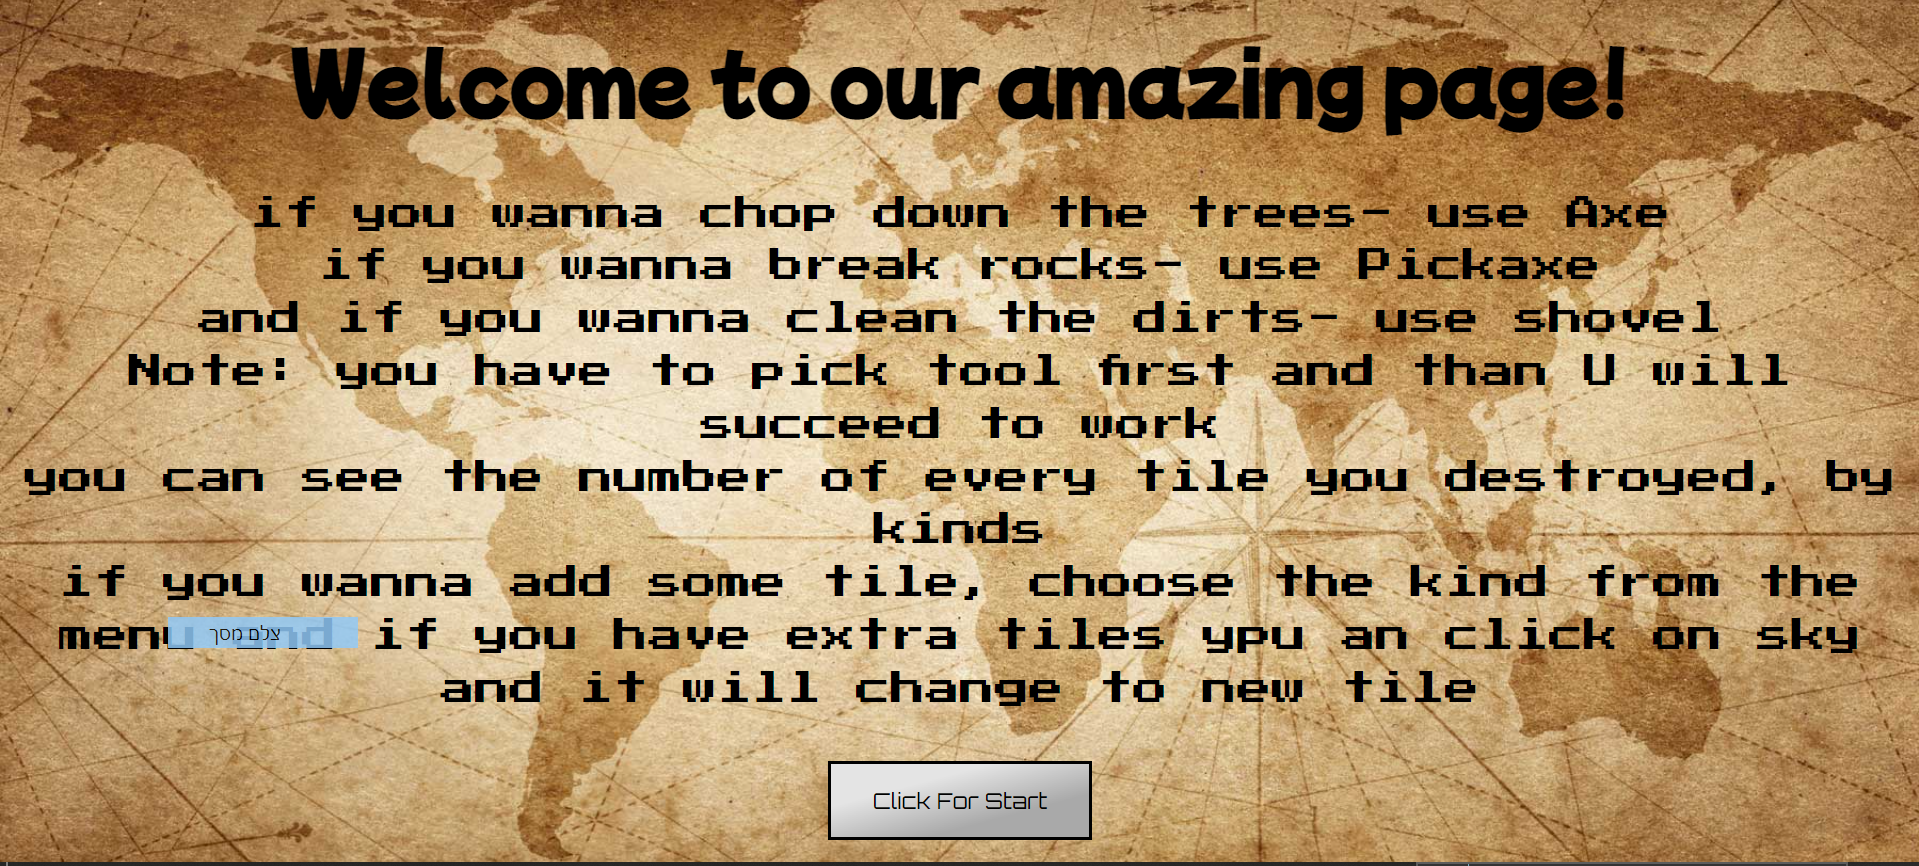 Welcome to our amazing page!
if you wanna chop down the trees- use Axe
if you wanna break rocks- use Pickaxe
and if you wanna clean the dirts- use shovel
Note: you have to pick tool first and than U will
succeed to work
you can see the number of every tile you destroyed, by
kinds
if you wanna add some tile, choose the kind from the
menu and if you have extra tiles ypu an click on sky
צלם מסך
and it will change to new tile
Click For Start